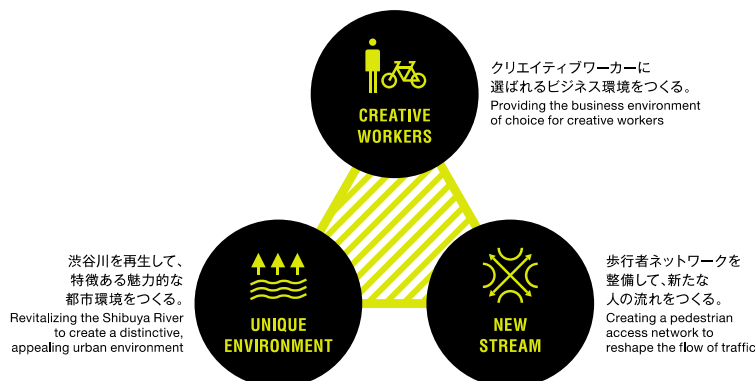 CREATIVE
WORKERS
クリエイティブワーカーに
選ばれるビジネス環境をつくる。
Providing the business environment
of choice for creative workers
渋谷川を再生して、
特徴ある魅力的な
都市環境をつくる。
Revitalizing the Shibuya River
to create a distinctive,
appealing urban environment
UNIQUE
ENVIRONMENT
NEW
STREAM
歩行者ネットワークを
整備して、新たな
人の流れをつくる。
Creating a pedestrian
access network to
reshape the flow of traffic